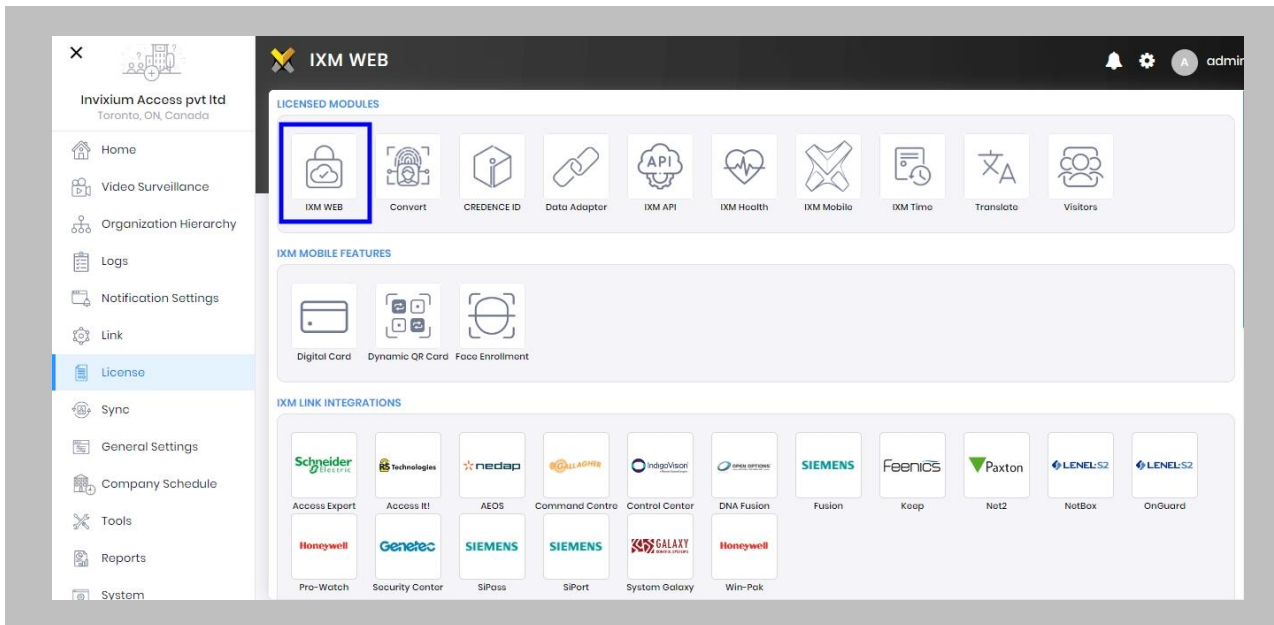 IXM WEB
A
admin
Invixium Access pvt ltd
Toronto, ON, Canada
Home
Video Surveillance
Organization Hierarchy
Logs
Notification Settings
Link
License
Sync
General Settings
Company Schedule
Tools
Reports
System
LICENSED MODULES
API
IXM WEB Convert CREDENCE ID Data Adapter IXM API IXM Health IXM Mobile IXM Time Translate Visitors
IXM MOBILE FEATURES
Digital Card Dynamic QR Card Face Enrollment
IXM LINK INTEGRATIONS
Schneider Electric RS Technologies nedap GALLAGHER IndigoVision OPEN OPTIONS SIEMENS Feenics Paxton LENEL:S2 LENEL:S2
Access Expert Access It! AEOS Command Centre Control Center DNA Fusion Fusion Keep Net2 NetBox OnGuard
Honeywell Genetec SIEMENS SIEMENS GALAXY Honeywell
Pro-Watch Security Center SiPass SiPort System Galaxy Win-Pak